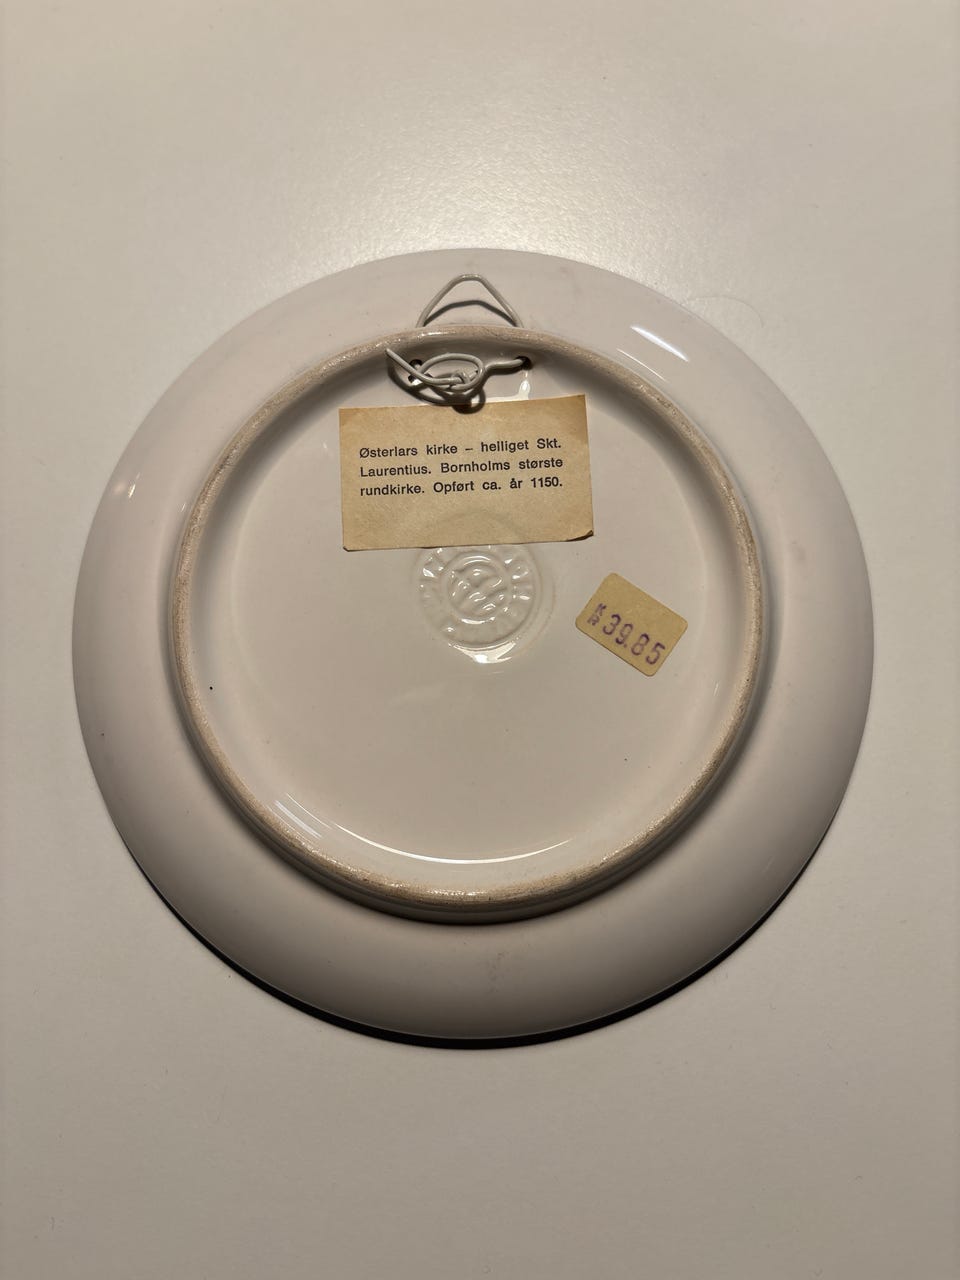 Østerlars kirke – helliget Skt.
Laurentius. Bornholms største
rundkirke. Opført ca. år 1150.
39.85